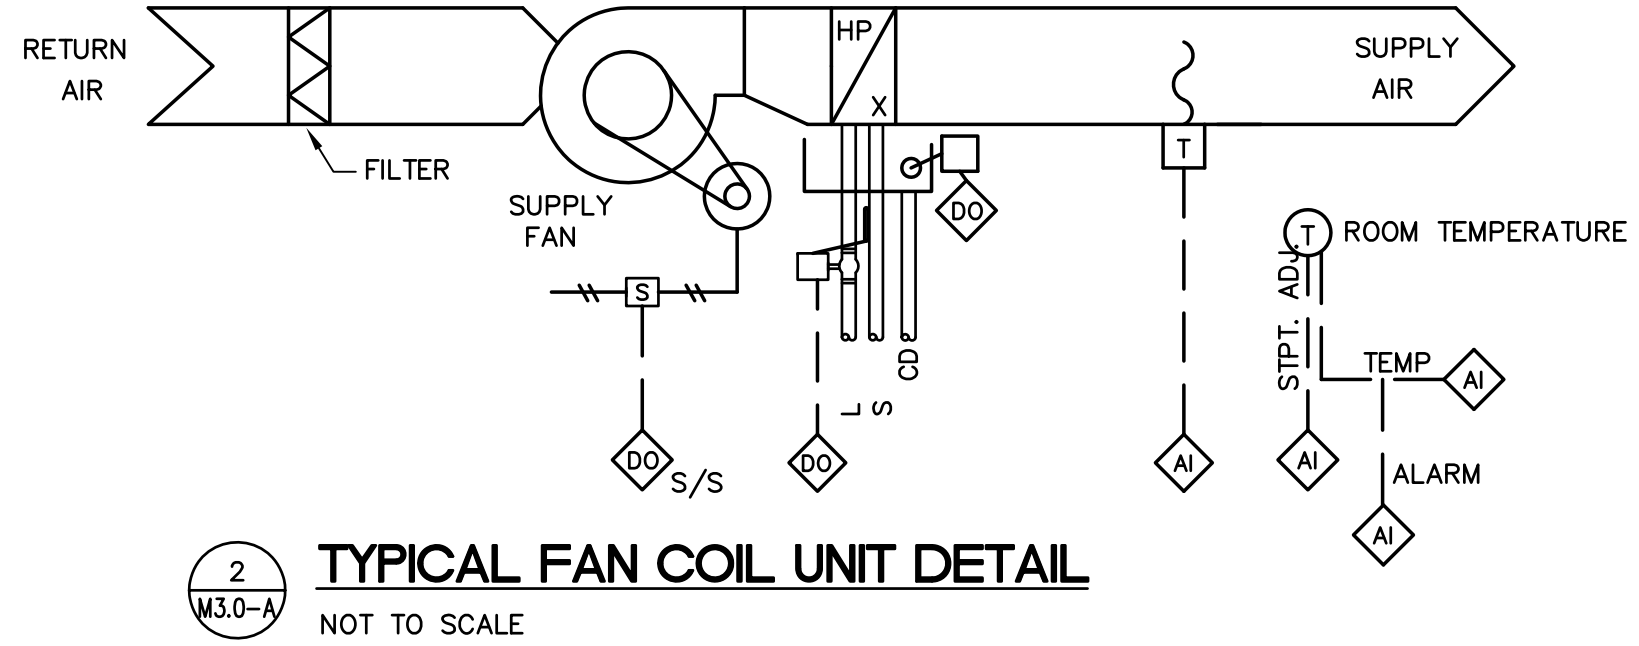 RETURN
AIR
FILTER
SUPPLY
FAN
HP
X
T
SUPPLY
AIR
DO
T
ROOM TEMPERATURE
S
STPT. ADJ.
CD
L
S
TEMP
AI
DO
S/S
DO
AI
AI
ALARM
AI
2
M3.0-A
TYPICAL FAN COIL UNIT DETAIL
NOT TO SCALE